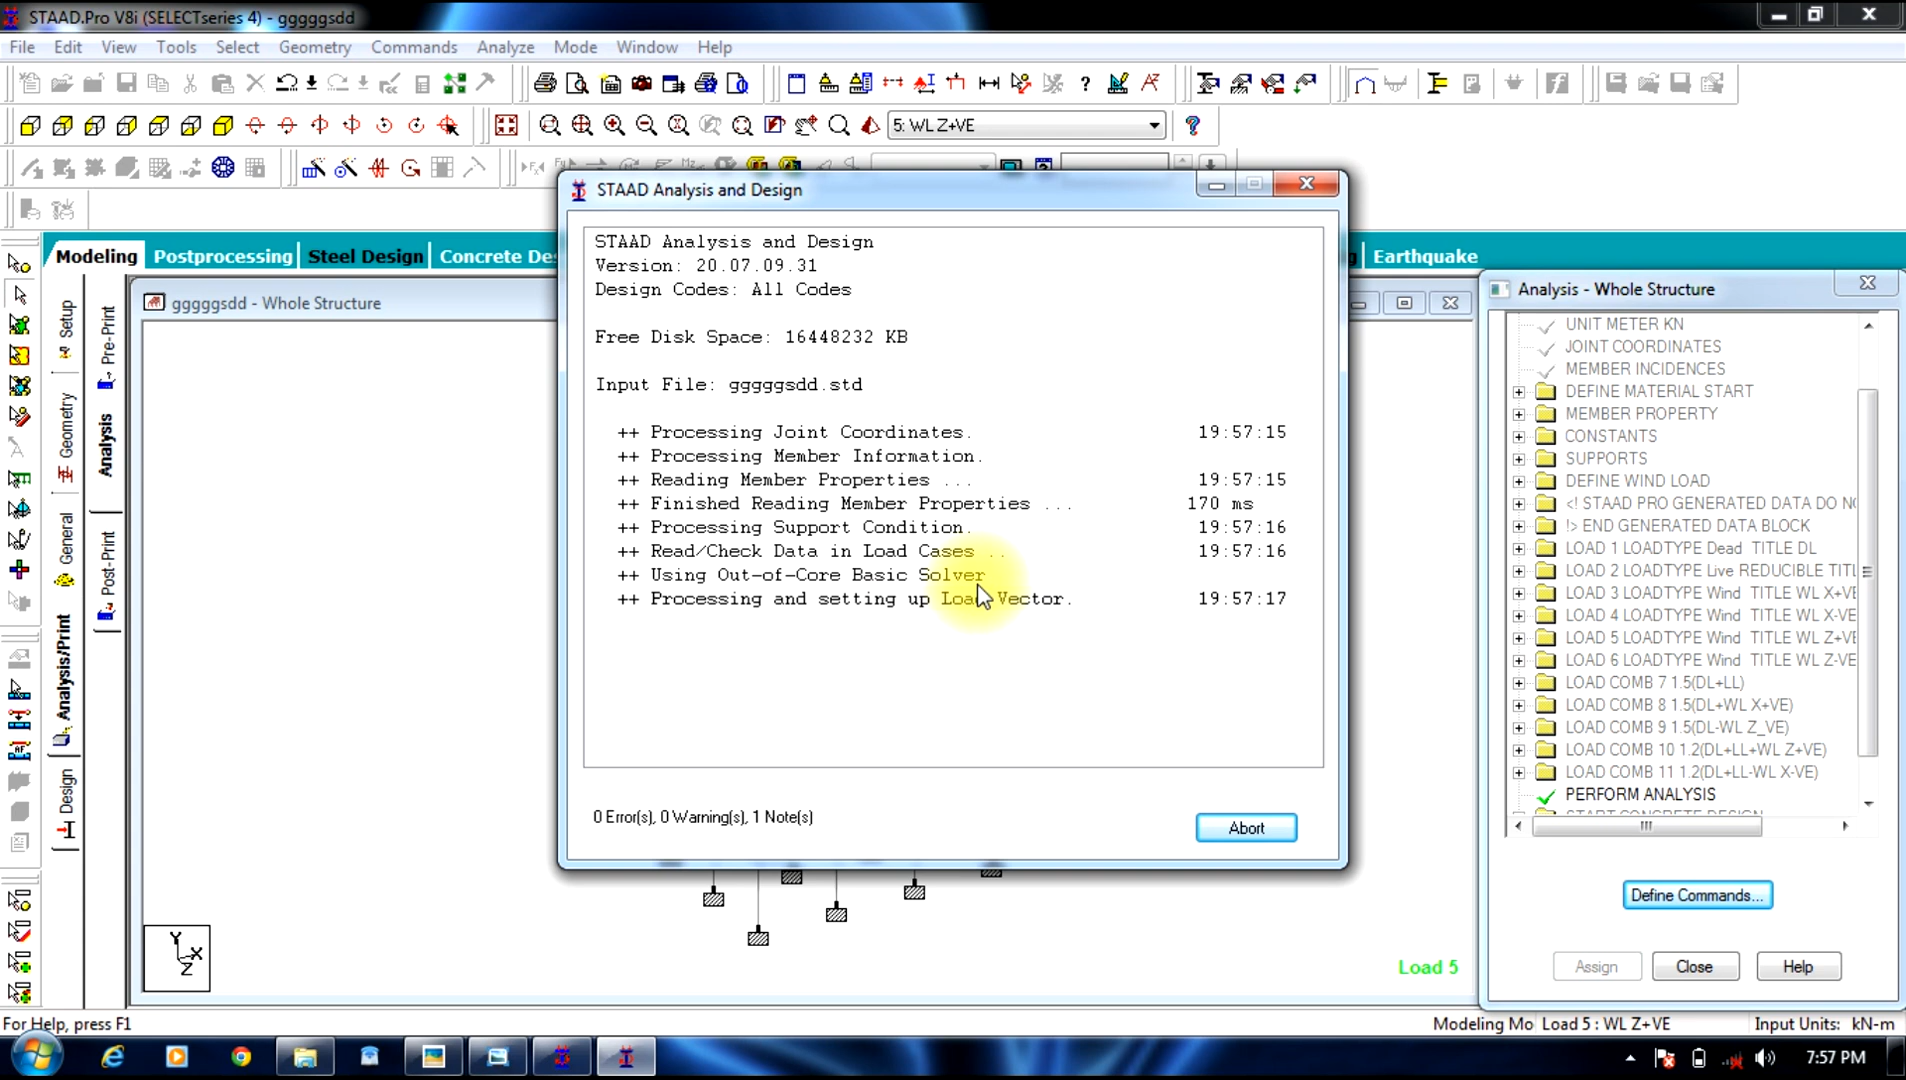 STAAD.Pro V8i (SELECTseries 4) - gggggsdd
File Edit View Tools Select Geometry Commands Analyze Mode Window Help
5: WL Z+VE
Modeling Postprocessing Steel Design Concrete De Earthquake
gggggsdd - Whole Structure
Setup
Geometry
General
Analysis/Print
Design
Pre-Print
Analysis
Post-Print
STAAD Analysis and Design
STAAD Analysis and Design
Version: 20.07.09.31
Design Codes: All Codes
Free Disk Space: 16448232 KB
Input File: gggggsdd.std
++ Processing Joint Coordinates. 19:57:15
++ Processing Member Information.
++ Reading Member Properties ... 19:57:15
++ Finished Reading Member Properties ... 170 ms
++ Processing Support Condition. 19:57:16
++ Read/Check Data in Load Cases ... 19:57:16
++ Using Out-of-Core Basic Solver
++ Processing and setting up Load Vector. 19:57:17
0 Error(s), 0 Warning(s), 1 Note(s)
Abort
Analysis - Whole Structure
UNIT METER KN
JOINT COORDINATES
MEMBER INCIDENCES
DEFINE MATERIAL START
MEMBER PROPERTY
CONSTANTS
SUPPORTS
DEFINE WIND LOAD
<! STAAD PRO GENERATED DATA DO NO
!> END GENERATED DATA BLOCK
LOAD 1 LOADTYPE Dead TITLE DL
LOAD 2 LOADTYPE Live REDUCIBLE TITL
LOAD 3 LOADTYPE Wind TITLE WL X+VE
LOAD 4 LOADTYPE Wind TITLE WL X-VE
LOAD 5 LOADTYPE Wind TITLE WL Z+VE
LOAD 6 LOADTYPE Wind TITLE WL Z-VE
LOAD COMB 7 1.5(DL+LL)
LOAD COMB 8 1.5(DL+WL X+VE)
LOAD COMB 9 1.5(DL-WL Z_VE)
LOAD COMB 10 1.2(DL+LL+WL Z+VE)
LOAD COMB 11 1.2(DL+LL-WL X-VE)
PERFORM ANALYSIS
Define Commands...
Assign Close Help
Y
X
Z
Load 5
For Help, press F1
Modeling Mo Load 5 : WL Z+VE Input Units: kN-m
7:57 PM